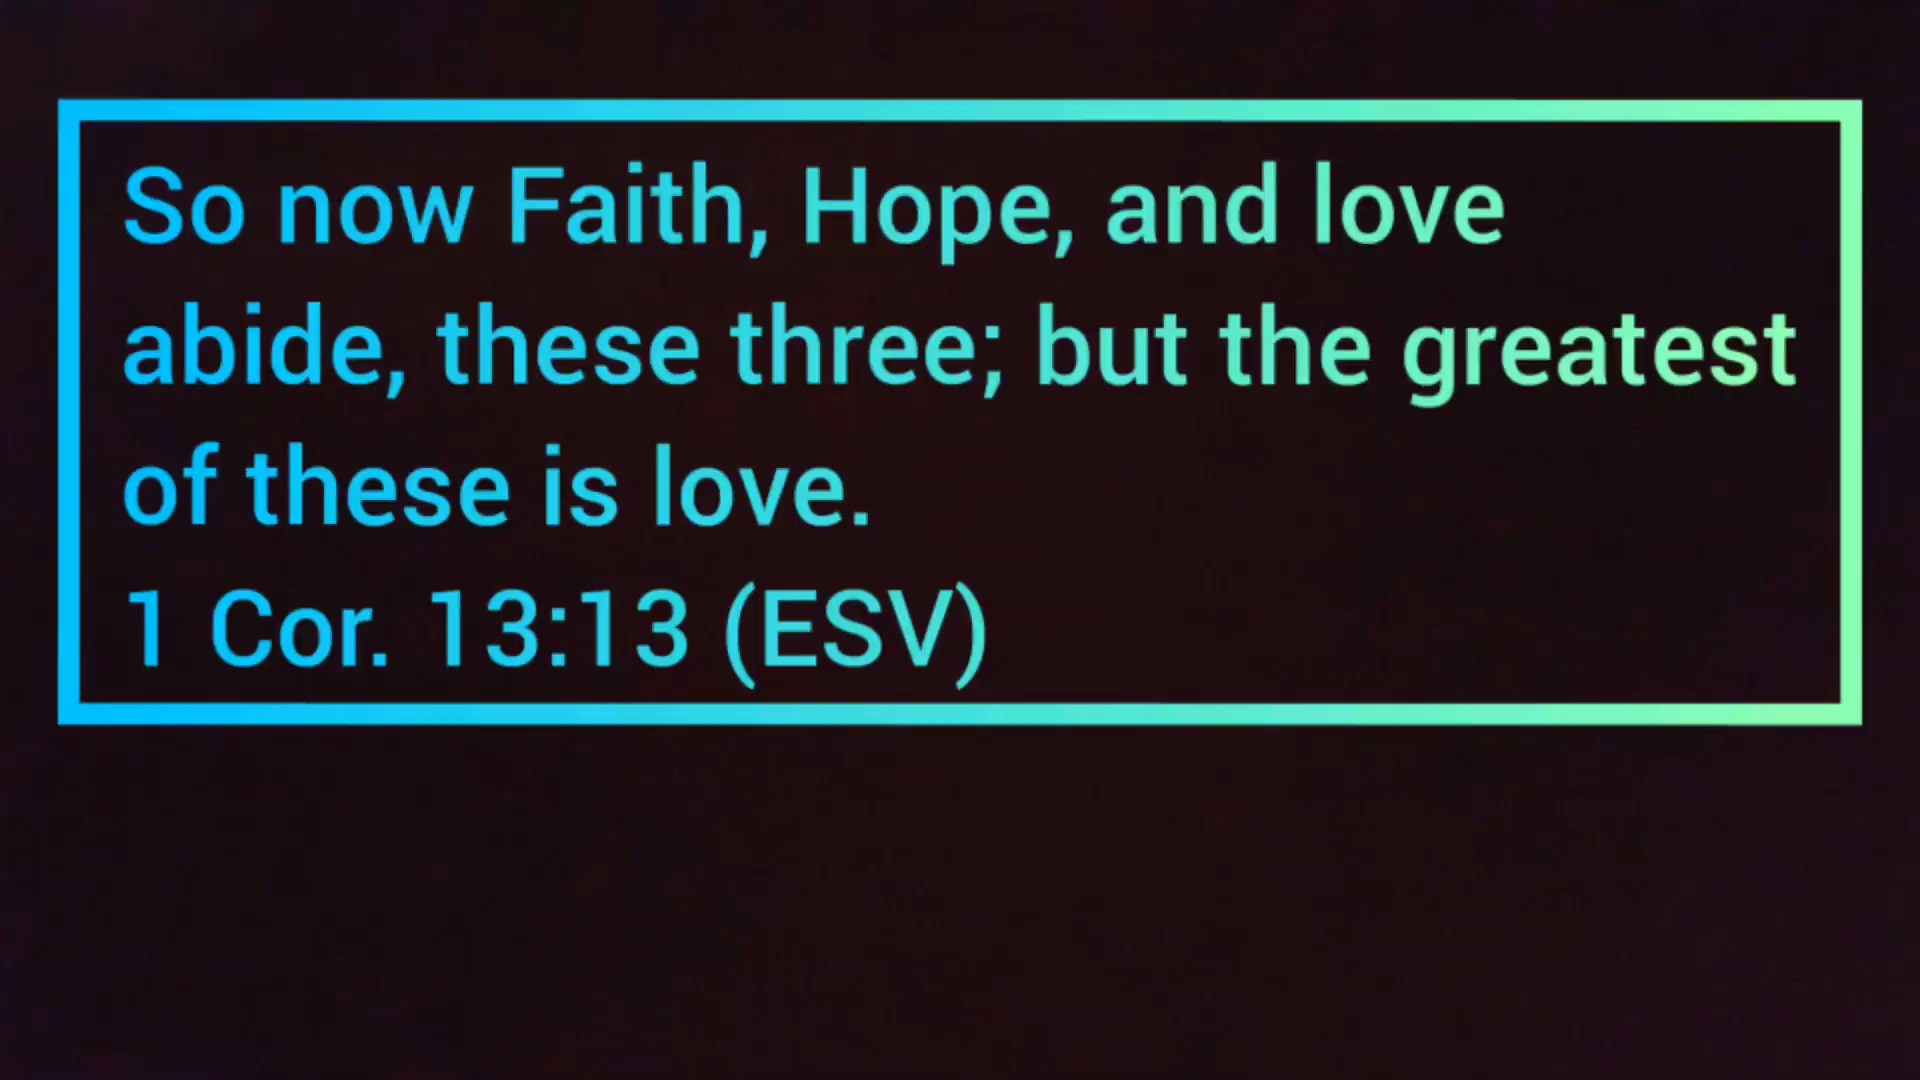 So now Faith, Hope, and love
abide, these three; but the greatest
of these is love.
1 Cor. 13:13 (ESV)